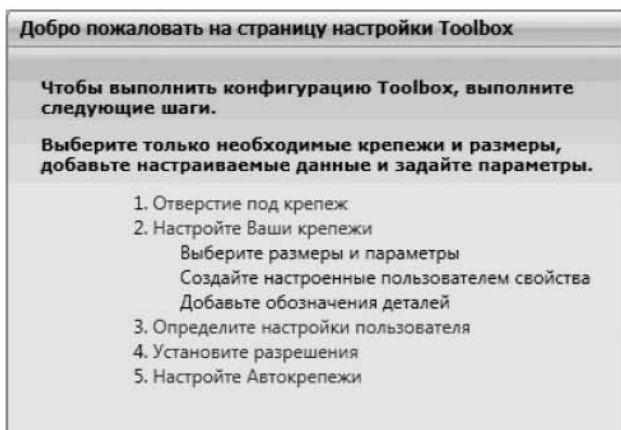 Добро пожаловать на страницу настройки Toolbox
Чтобы выполнить конфигурацию Toolbox, выполните
следующие шаги.
Выберите только необходимые крепежи и размеры,
добавьте настраиваемые данные и задайте параметры.
1. Отверстие под крепеж
2. Настройте Ваши крепежи
Выберите размеры и параметры
Создайте настроенные пользователем свойства
Добавьте обозначения деталей
3. Определите настройки пользователя
4. Установите разрешения
5. Настройте Автокрепежи